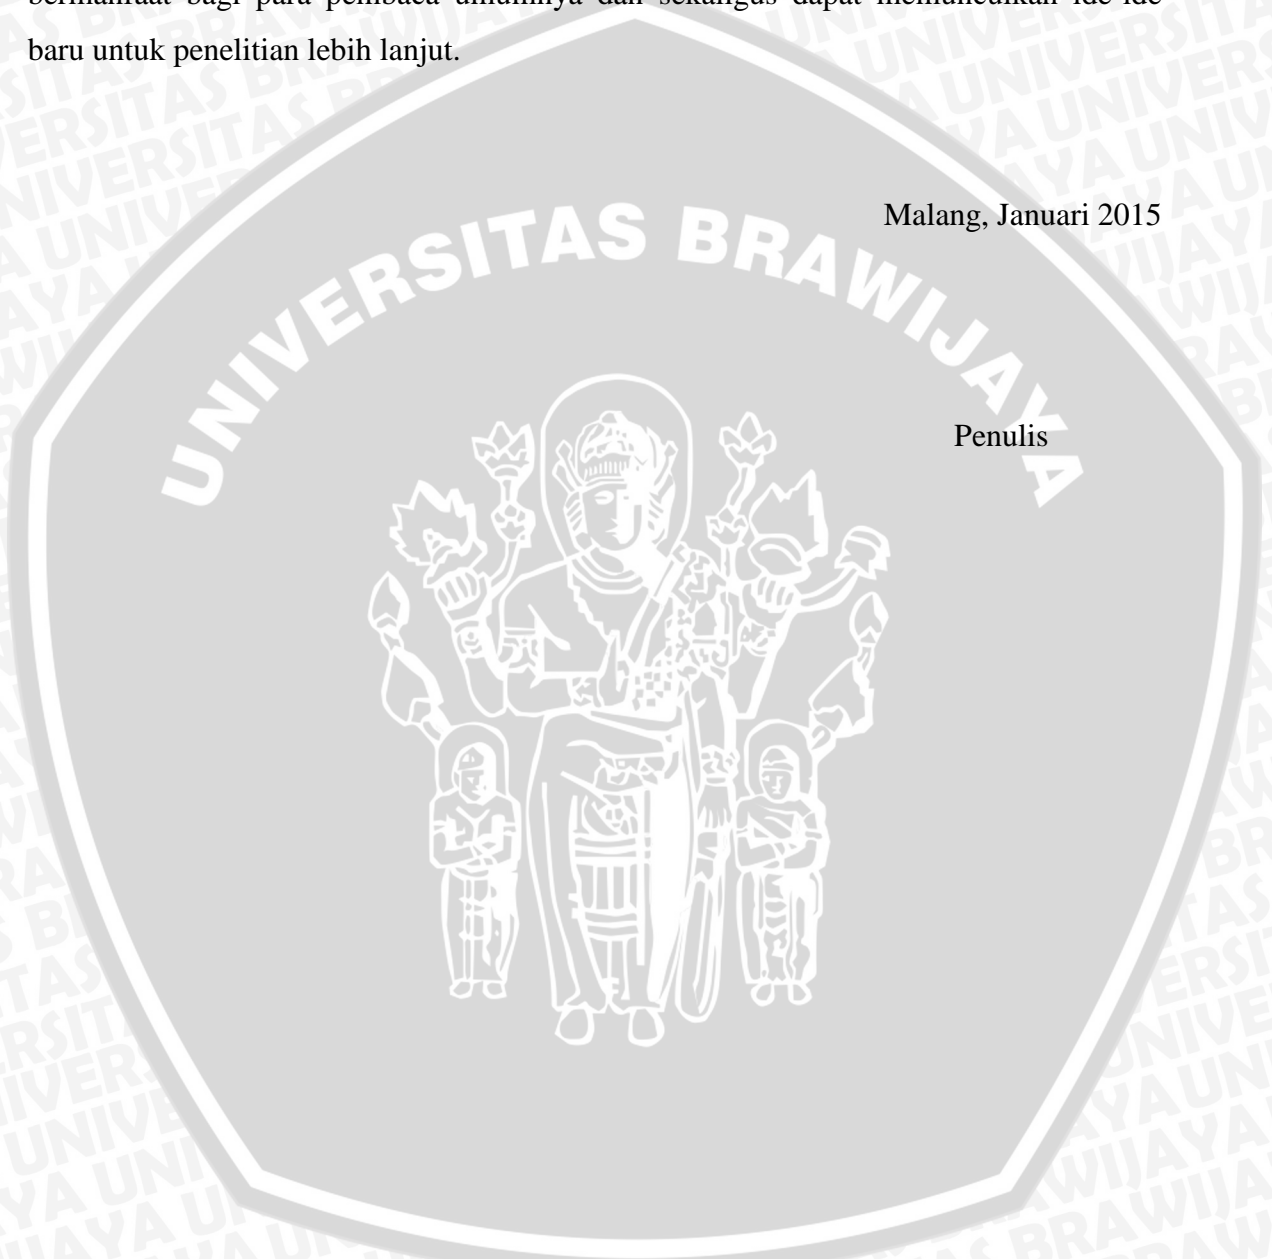 bermanfaat bagi para pembaca umumnya dan sekaligus dapat memunculkan ide-ide
baru untuk penelitian lebih lanjut.
Malang, Januari 2015
UNIVERSITAS BRAWIJAYA
Penulis